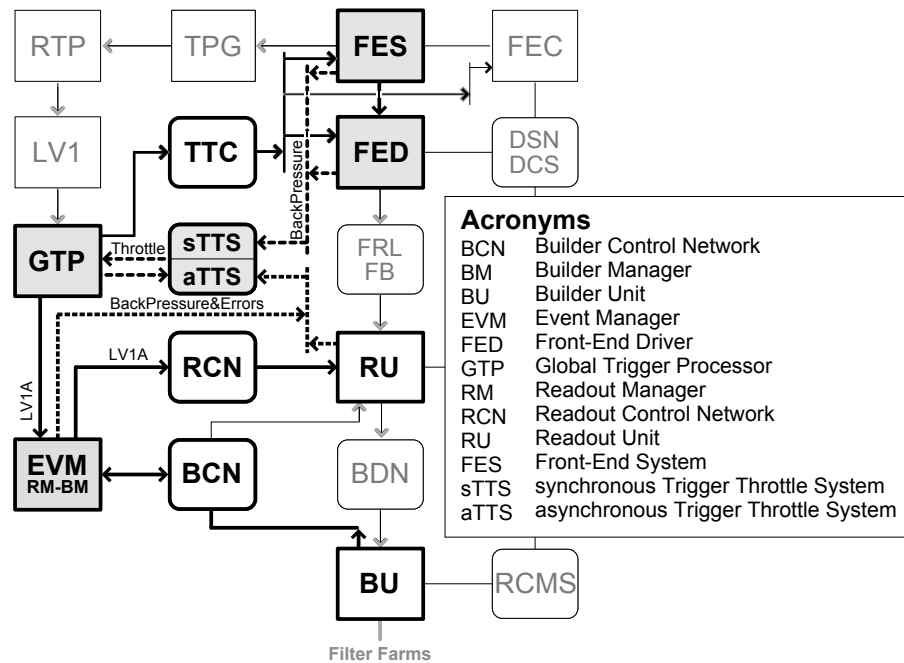 RTP
TPG
FES
FEC
LV1
TTC
FED
DSN
DCS
BackPressure
GTP
Throttle
sTTS
aTTS
FRL
FB
BackPressure&Errors
LV1A
RCN
RU
LV1A
EVM
RM-BM
BCN
BDN
BU
RCMS
Filter Farms
Acronyms
BCN Builder Control Network
BM Builder Manager
BU Builder Unit
EVM Event Manager
FED Front-End Driver
GTP Global Trigger Processor
RM Readout Manager
RCN Readout Control Network
RU Readout Unit
FES Front-End System
sTTS synchronous Trigger Throttle System
aTTS asynchronous Trigger Throttle System